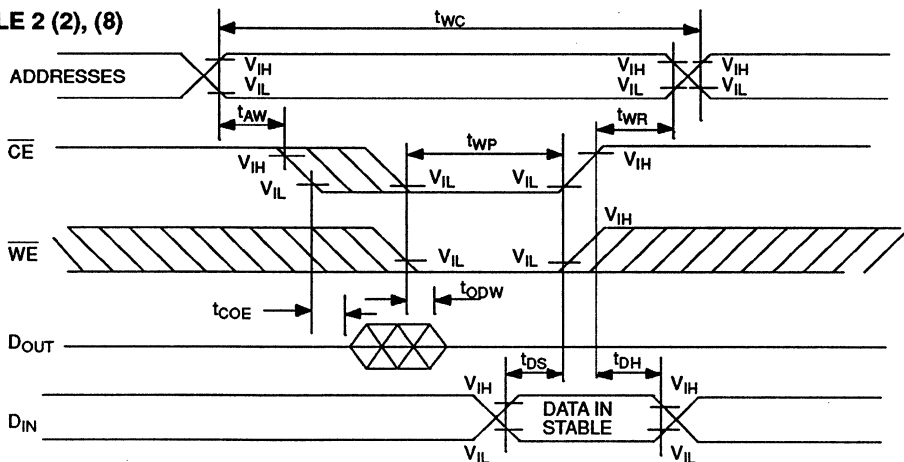 LE 2 (2), (8)
tWC
ADDRESSES
VIH
VIL
VIH
VIL
VIH
VIL
tAW
tWR
CE
tWP
VIH
VIL
VIL
VIL
VIH
WE
VIL
VIL
VIH
tCOE
tODW
DOUT
tDS
tDH
DIN
VIH
VIL
DATA IN
STABLE
VIH
VIL